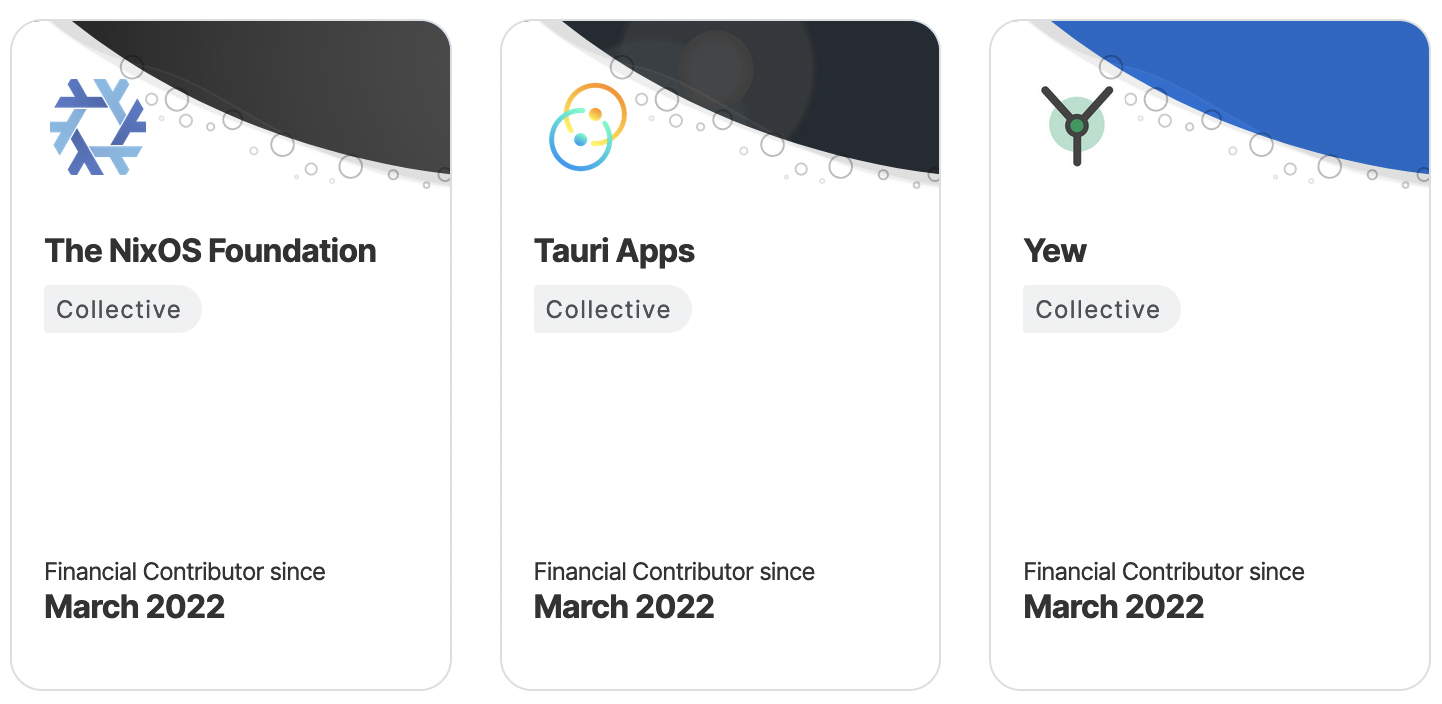 The NixOS Foundation
Collective
Financial Contributor since
March 2022
Tauri Apps
Collective
Financial Contributor since
March 2022
Yew
Collective
Financial Contributor since
March 2022